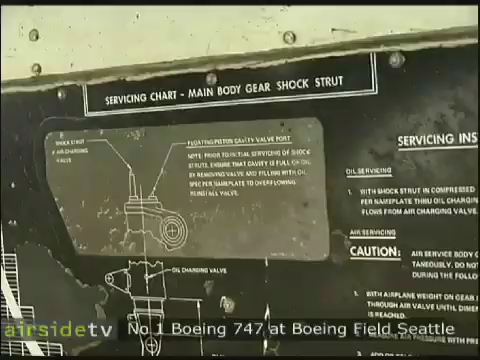 SERVICING CHART - MAIN BODY GEAR SHOCK STRUT
SHOCK STRUT
AIR CHARGING
VALVE
FLOATING PISTON CAVITY VALVE PORT
NOTE: PRIOR TO INITIAL SERVICING OF SHOCK
STRUTS, ENSURE THAT CAVITY IS FULL OF OIL
BY REMOVING VALVE AND FILLING WITH OIL
SPEC PER NAMEPLATE TO OVERFLOWING
REINSTALL VALVE.
OIL CHARGING VALVE
SERVICING INS
OIL SERVICING
1. WITH SHOCK STRUT IN COMPRESSED
PER NAMEPLATE THRU OIL CHARGIN
FLOWS FROM AIR CHARGING VALVE.
AIR SERVICING
CAUTION: AIR SERVICE BODY G
TANEOUSLY. DO NOT
DURING THE FOLLO
1. WITH AIRPLANE WEIGHT ON GEAR
THROUGH AIR VALVE UNTIL DIME
IS REACHED.
AIR PRESSURE WITH
airsidetv No 1 Boeing 747 at Boeing Field Seattle